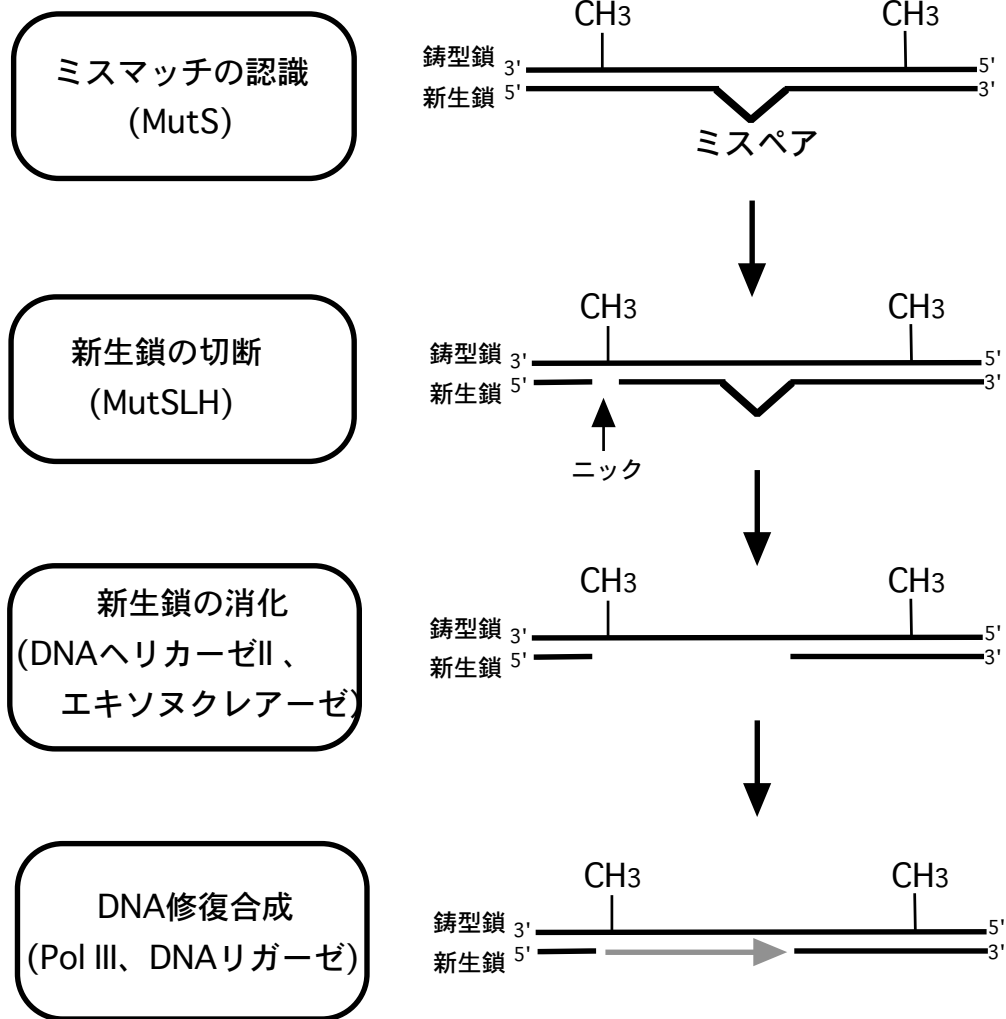 ミスマッチの認識
(MutS)
CH3 CH3
鋳型鎖 3' 5'
新生鎖 5' 3'
ミスペア
新生鎖の切断
(MutSLH)
CH3 CH3
鋳型鎖 3' 5'
新生鎖 5' 3'
ニック
新生鎖の消化
(DNAヘリカーゼII 、
エキソヌクレアーゼ)
CH3 CH3
鋳型鎖 3' 5'
新生鎖 5' 3'
DNA修復合成
(Pol III、DNAリガーゼ)
CH3 CH3
鋳型鎖 3' 5'
新生鎖 5' 3'